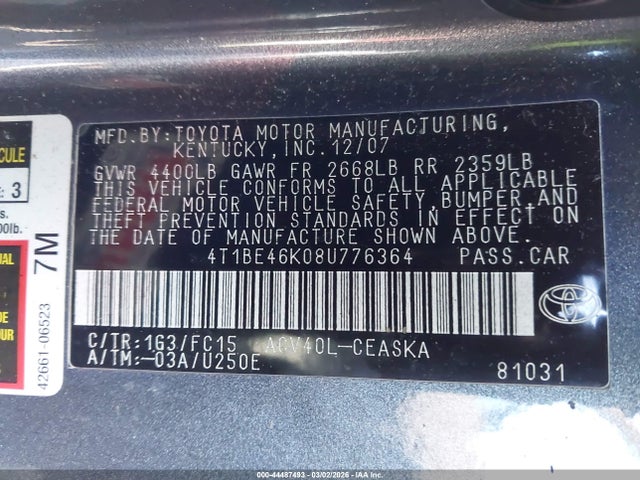 MFD. BY: TOYOTA MOTOR MANUFACTURING,
KENTUCKY, INC. 12/07
GVWR 4400LB GAWR FR 2668LB RR 2359LB
THIS VEHICLE CONFORMS TO ALL APPLICABLE
FEDERAL MOTOR VEHICLE SAFETY, BUMPER, AND
THEFT PREVENTION STANDARDS IN EFFECT ON
THE DATE OF MANUFACTURE SHOWN ABOVE.
4T1BE46K08U776364 PASS.CAR
C/TR:1G3/FC15 ACV40L-CEASKA
A/TM:-03A/U250E
81031
: 3
7M
42661-06523
000-44487493 - 03/02/2026 - IAAI.COM